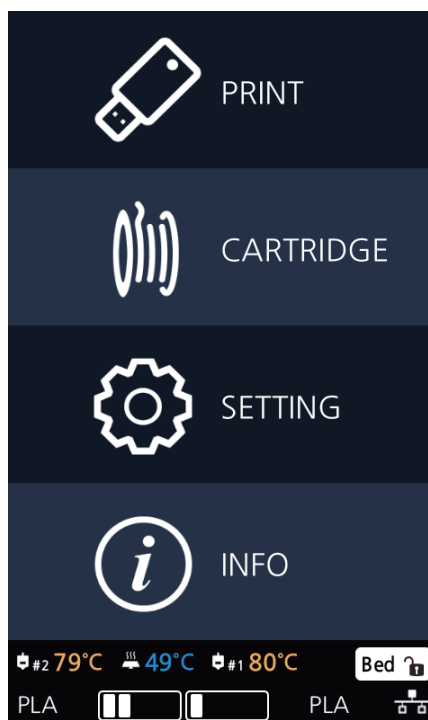 PRINT
CARTRIDGE
SETTING
i INFO
#2 79°C 49°C #1 80°C Bed
PLA PLA